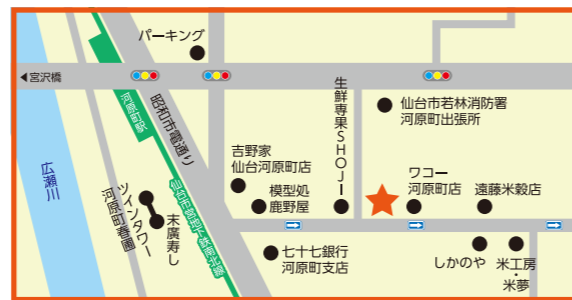 パーキング
◀宮沢橋
河原町駅
昭和市電通り
生鮮専果SHOJI
仙台市若林消防署
河原町出張所
広瀬川
吉野家
仙台河原町店
模型処
鹿野屋
ワコー
河原町店
遠藤米穀店
ツインタワー
河原町春圃
末廣寿し
仙台市営地下鉄南北線
七十七銀行
河原町支店
しかのや
米工房
・
米夢